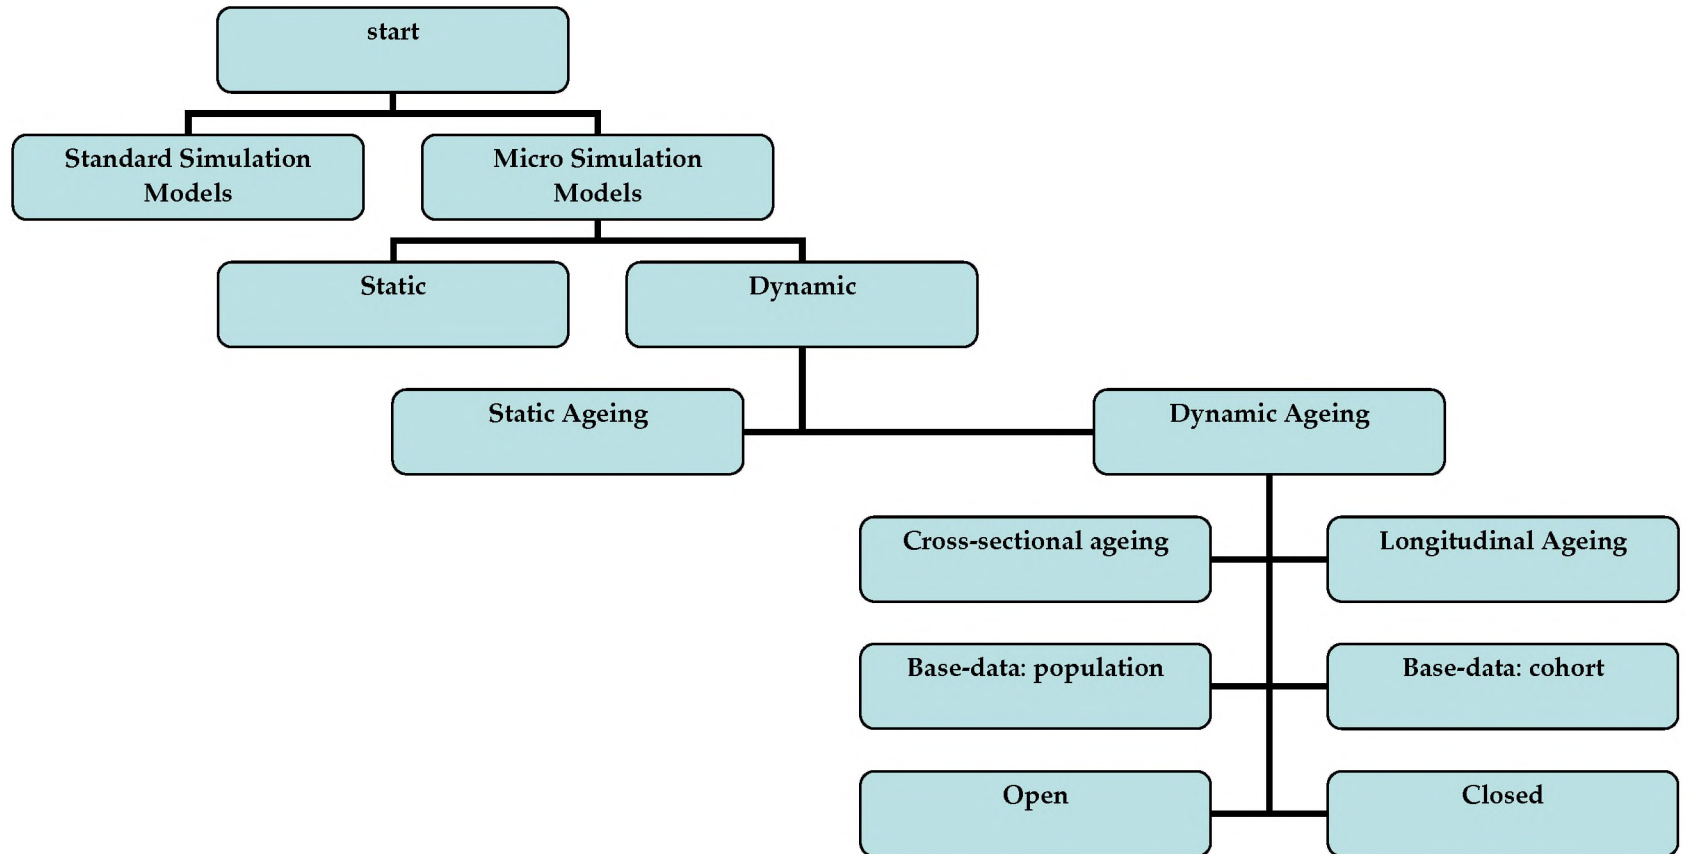 start
Standard Simulation
Models
Micro Simulation
Models
Static
Dynamic
Static Ageing
Dynamic Ageing
Cross-sectional ageing
Longitudinal Ageing
Base-data: population
Base-data: cohort
Open
Closed